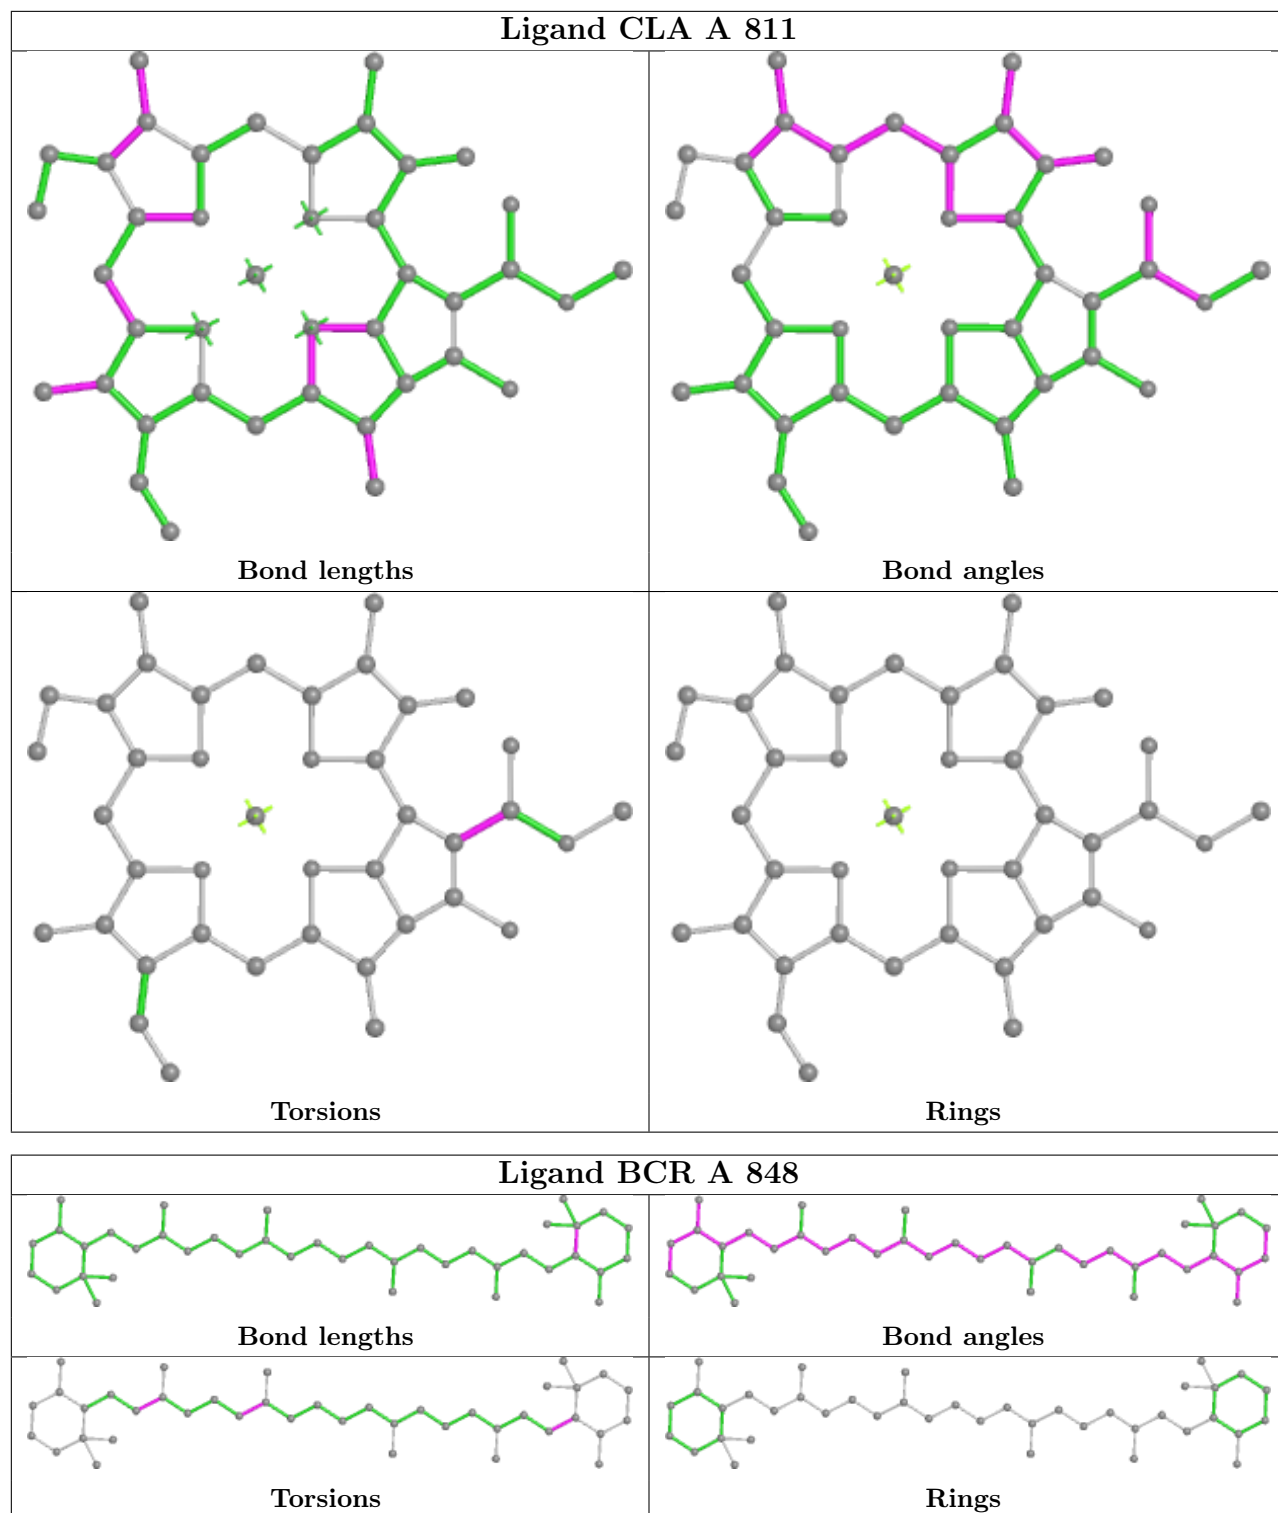 Ligand CLA A 811
Bond lengths
Bond angles
Torsions
Rings
Ligand BCR A 848
Bond lengths
Bond angles
Torsions
Rings